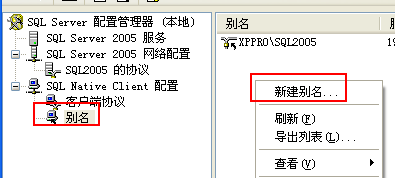 SQL Server 配置管理器 (本地)
SQL Server 2005 服务
SQL Server 2005 网络配置
SQL2005 的协议
SQL Native Client 配置
客户端协议
别名
别名
XPPRO\SQL2005
新建别名...
刷新(F)
导出列表(L)...
查看(V)